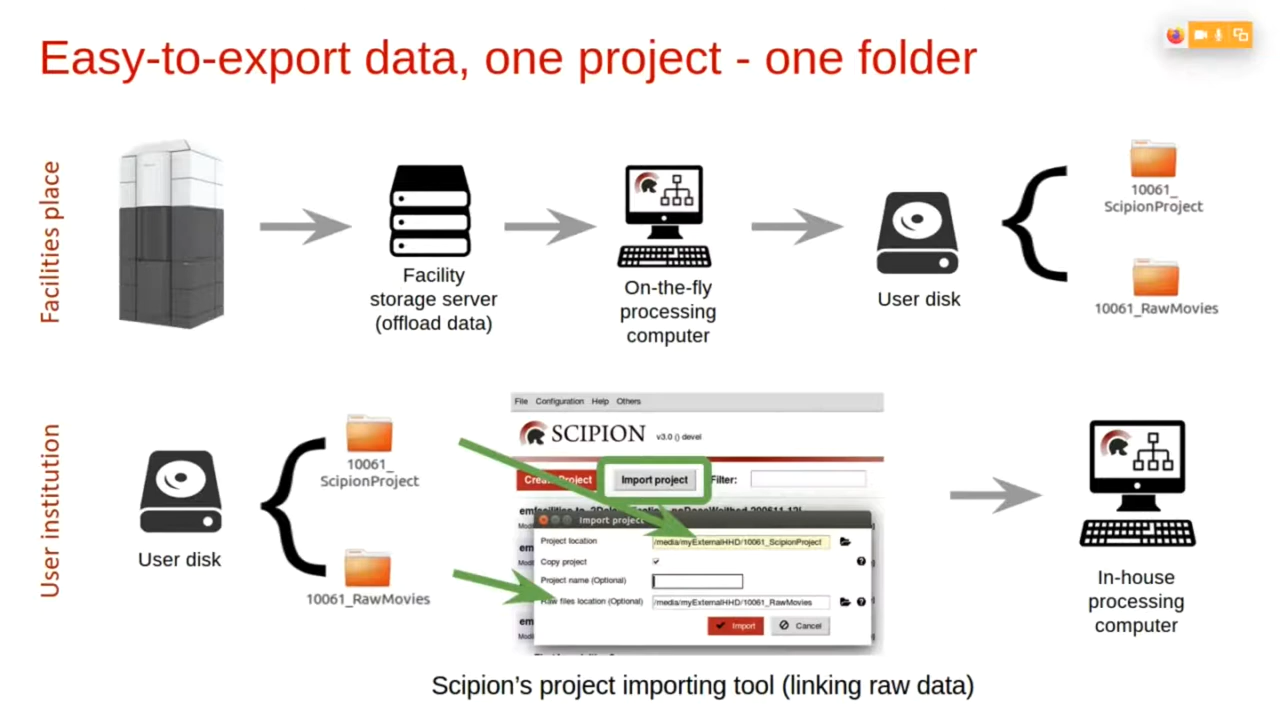 Easy-to-export data, one project - one folder
Facilities place
Facility
storage server
(offload data)
On-the-fly
processing
computer
User disk
10061_
ScipionProject
10061_RawMovies
User institution
User disk
10061_
ScipionProject
10061_RawMovies
File Configuration Help Others
SCIPION v3.0 () devel
Create Project Import project Filter:
Import project
Project location /media/myExternalHHD/10061_ScipionProject
Copy project
Project name (Optional)
Raw files location (Optional) /media/myExternalHHD/10061_RawMovies
Import Cancel
In-house
processing
computer
Scipion's project importing tool (linking raw data)